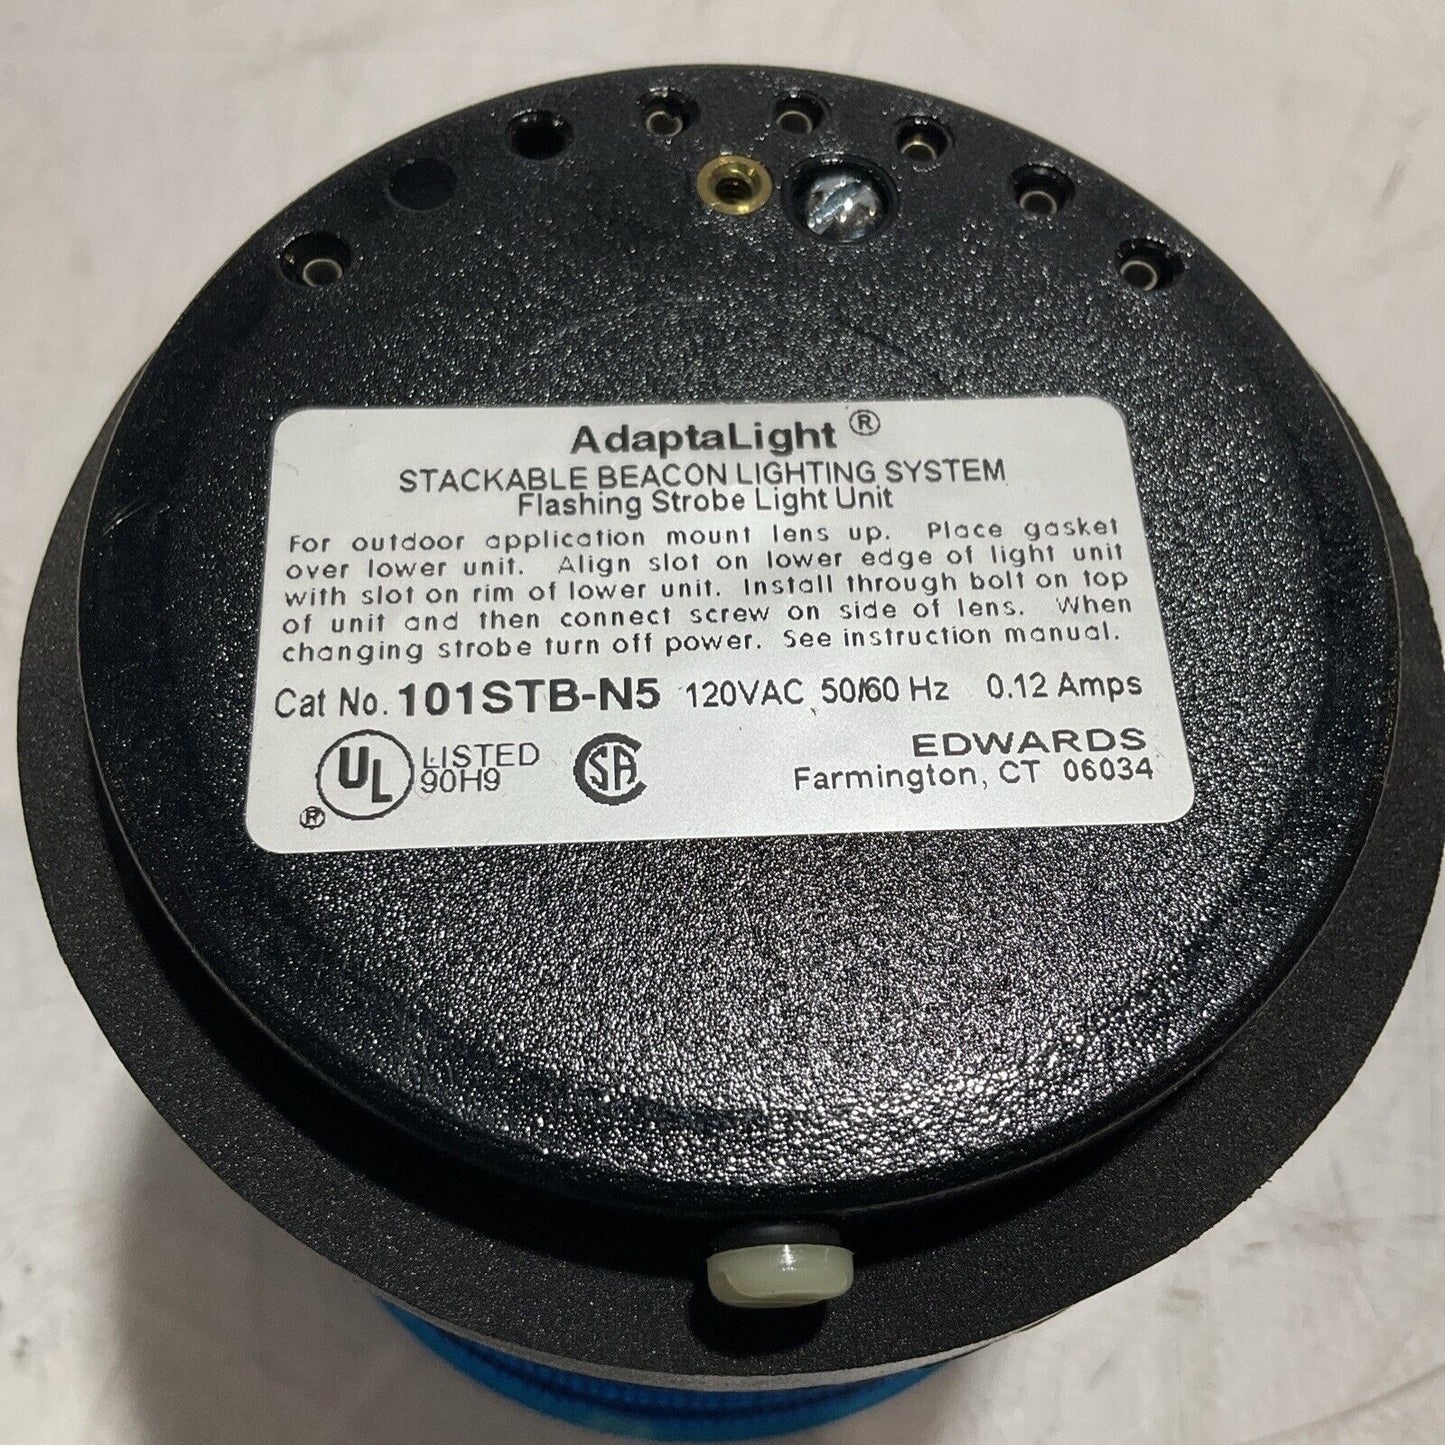 AdaptaLight ®
STACKABLE BEACON LIGHTING SYSTEM
Flashing Strobe Light Unit
For outdoor application mount lens up. Place gasket
over lower unit. Align slot on lower edge of light unit
with slot on rim of lower unit. Install through bolt on top
of unit and then connect screw on side of lens. When
changing strobe turn off power. See instruction manual.
Cat No. 101STB-N5 120VAC, 50/60 Hz 0.12 Amps
UL ® LISTED
90H9
CSA
EDWARDS
Farmington, CT 06034